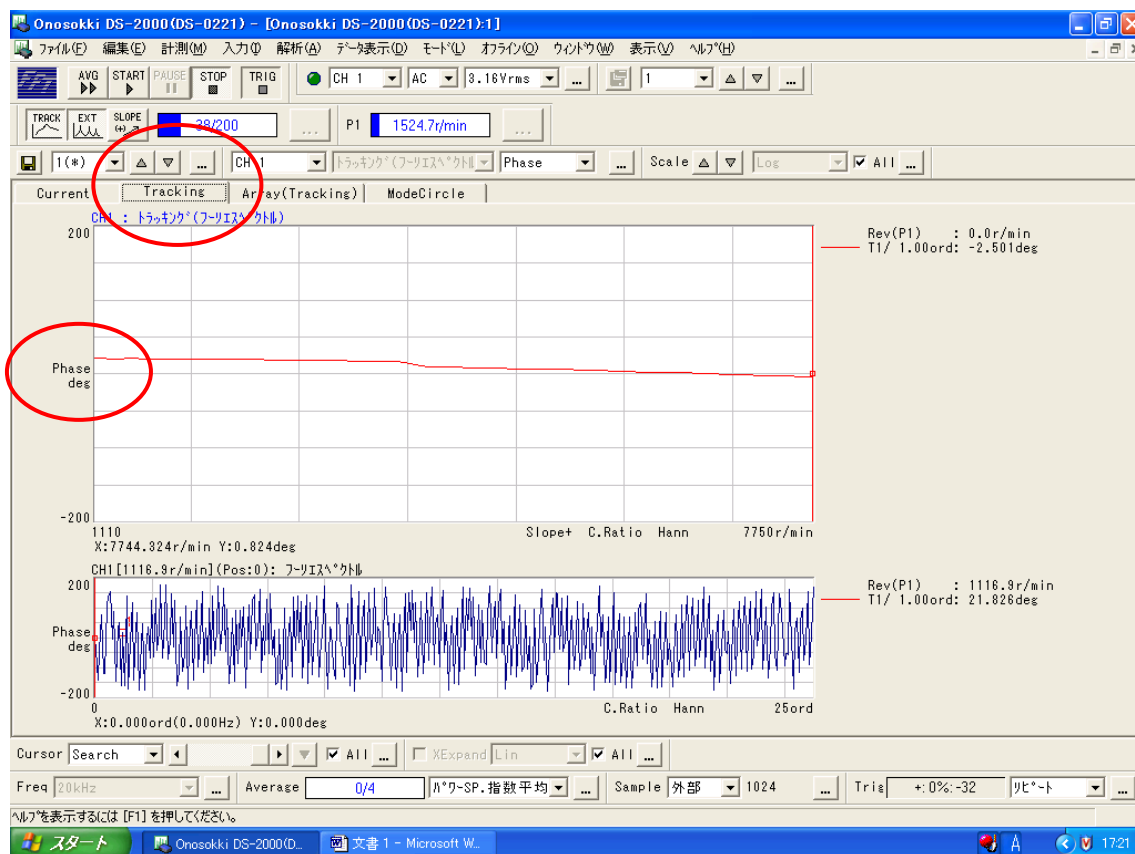 Onosokki DS-2000(DS-0221) - [Onosokki DS-2000(DS-0221):1]
ファイル(F) 編集(E) 計測(M) 入力(I) 解析(A) データ表示(D) モード(L) オフライン(O) ウィンドウ(W) 表示(V) ヘルプ(H)
AVG START PAUSE STOP TRIG CH 1 AC 3.16Vrms ... 1 ...
TRACK EXT SLOPE (+) 38/200 ... P1 1524.7r/min ...
1(*) ... CH 1 トラッキング(フーリエスペクトル Phase ... Scale Log All ...
Current Tracking Array(Tracking) ModeCircle
CH1 : トラッキング(フーリエスペクトル)
200
Rev(P1) : 0.0r/min
T1/ 1.00ord: -2.501deg
Phase
deg
-200
1110 Slope+ C.Ratio Hann 7750r/min
X:7744.324r/min Y:0.824deg
CH1[1116.9r/min](Pos:0): フーリエスペクトル
200
Rev(P1) : 1116.9r/min
T1/ 1.00ord: 21.826deg
Phase
deg
-200
0 C.Ratio Hann 25ord
X:0.000ord(0.000Hz) Y:0.000deg
Cursor Search All ... XExpand Lin All ...
Freq 20kHz ... Average 0/4 パワーSP.指数平均 ... Sample 外部 1024 ... Trig +: 0%:-32 リピート ...
ヘルプを表示するには [F1] を押してください。
スタート Onosokki DS-2000(D... 文書 1 - Microsoft W... A 17:21